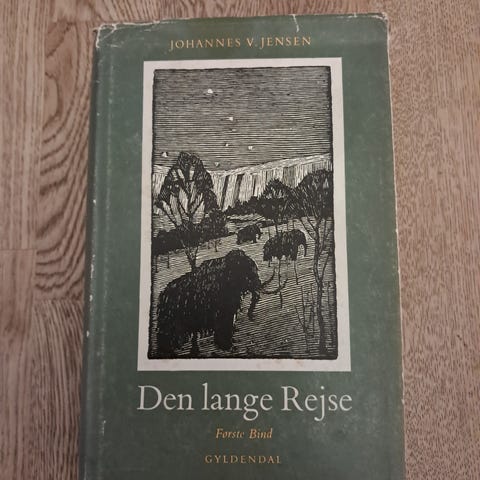 JOHANNES V. JENSEN
Den lange Rejse
Første Bind
GYLDENDAL